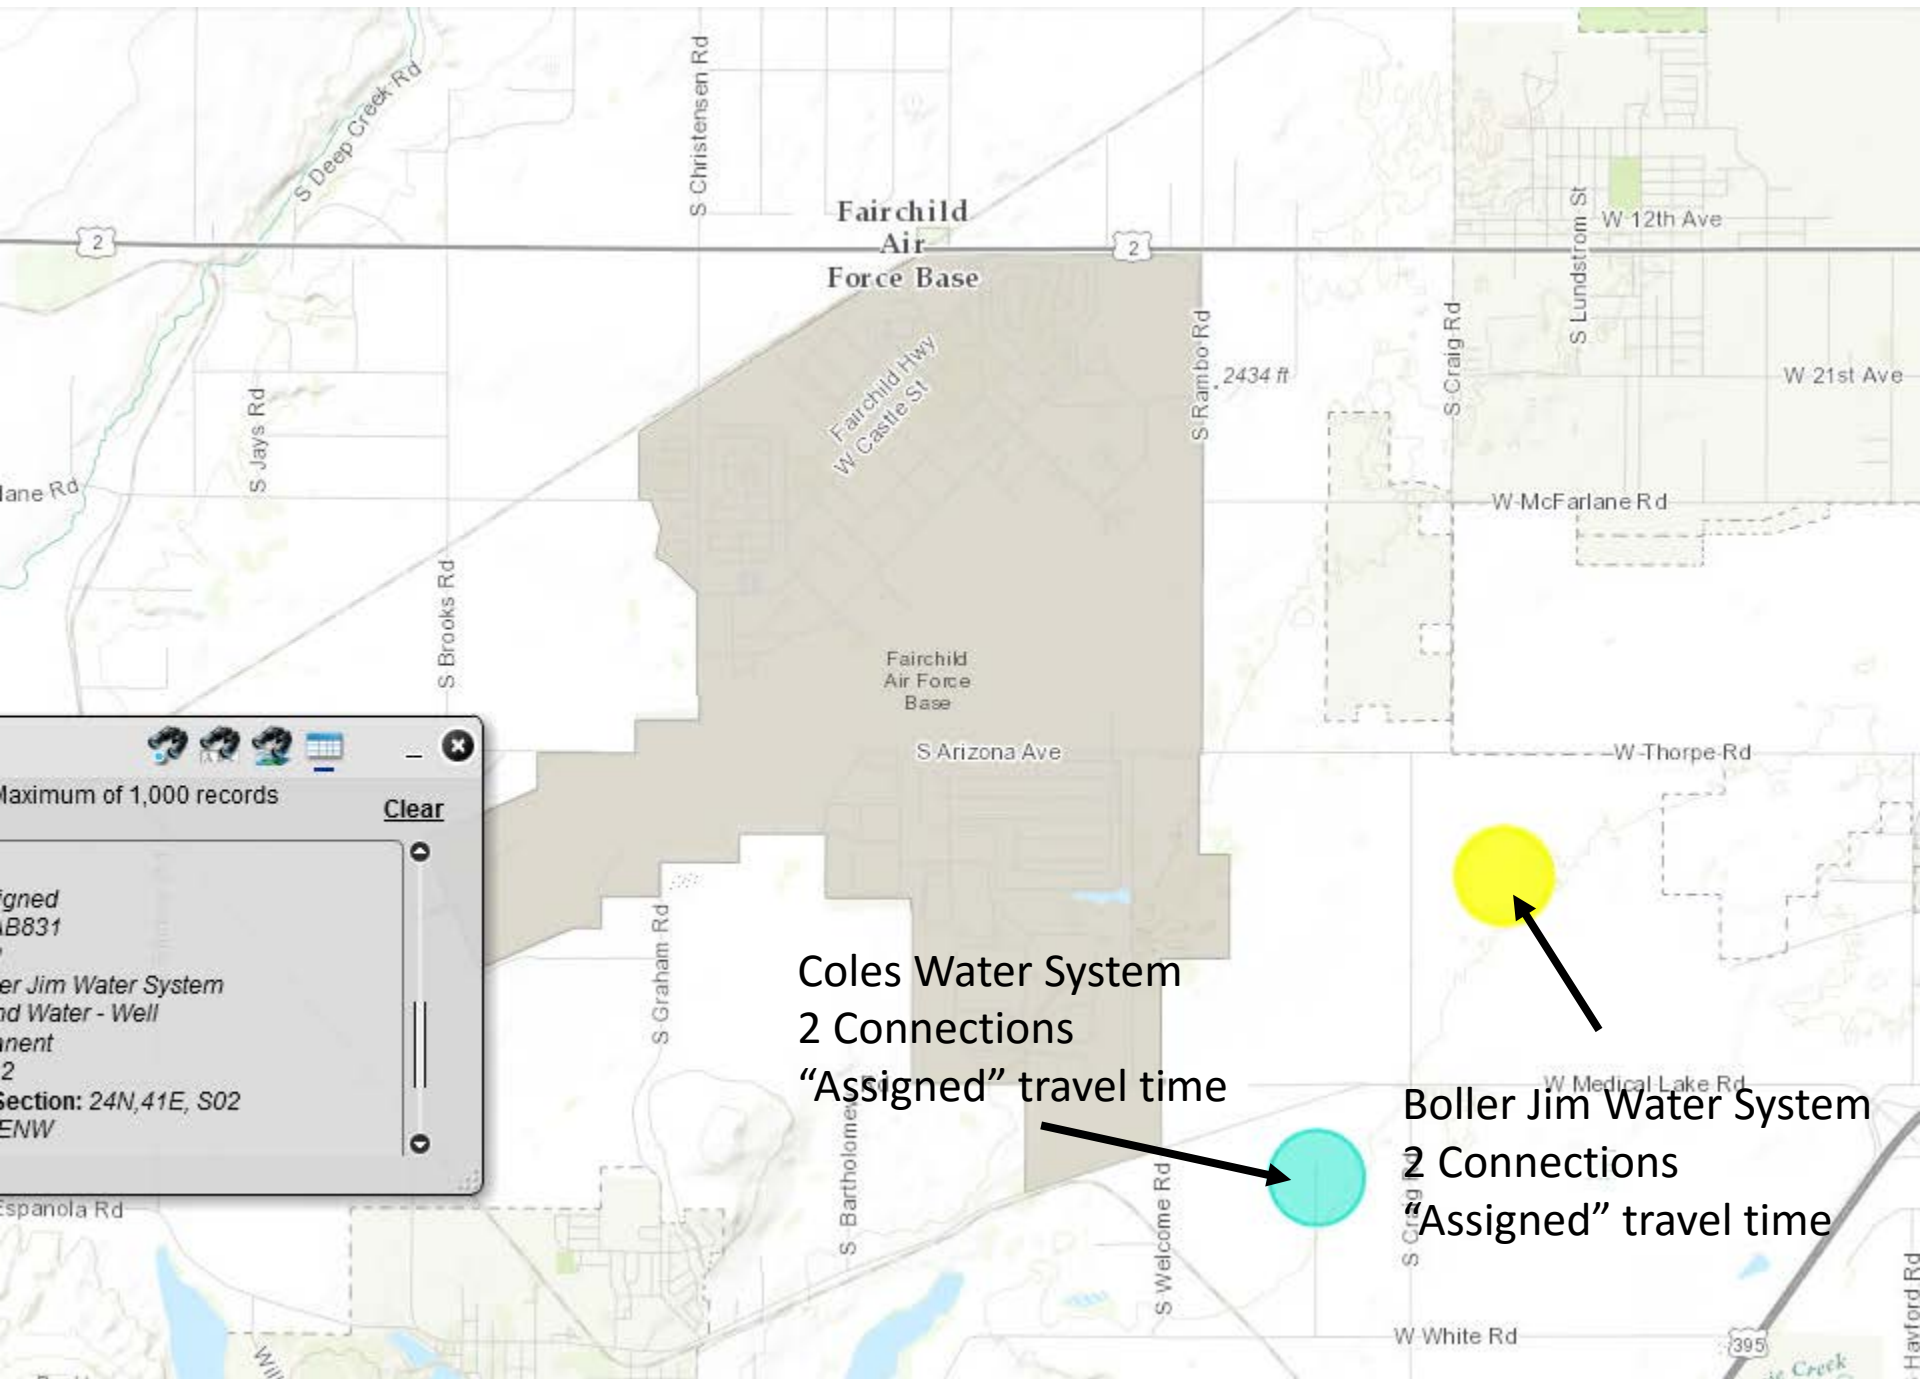 S Deep Creek Rd
S Christensen Rd
Fairchild
Air
Force Base
2
2
W 12th Ave
S Lundstrom St
S Craig Rd
S Rambo Rd
2434 ft
W 21st Ave
Fairchild Hwy
W Castle St
S Jays Rd
lane Rd
W McFarlane Rd
S Brooks Rd
Fairchild
Air Force
Base
S Arizona Ave
W Thorpe Rd
Maximum of 1,000 records
Clear
igned
AB831
er Jim Water System
nd Water - Well
anent
2
Section: 24N,41E, S02
ENW
S Graham Rd
Coles Water System
2 Connections
“Assigned” travel time
S Bartholomew Rd
W Medical Lake Rd
Boller Jim Water System
2 Connections
“Assigned” travel time
S Craig Rd
S Welcome Rd
Espanola Rd
W White Rd
395
Hayford Rd
Creek